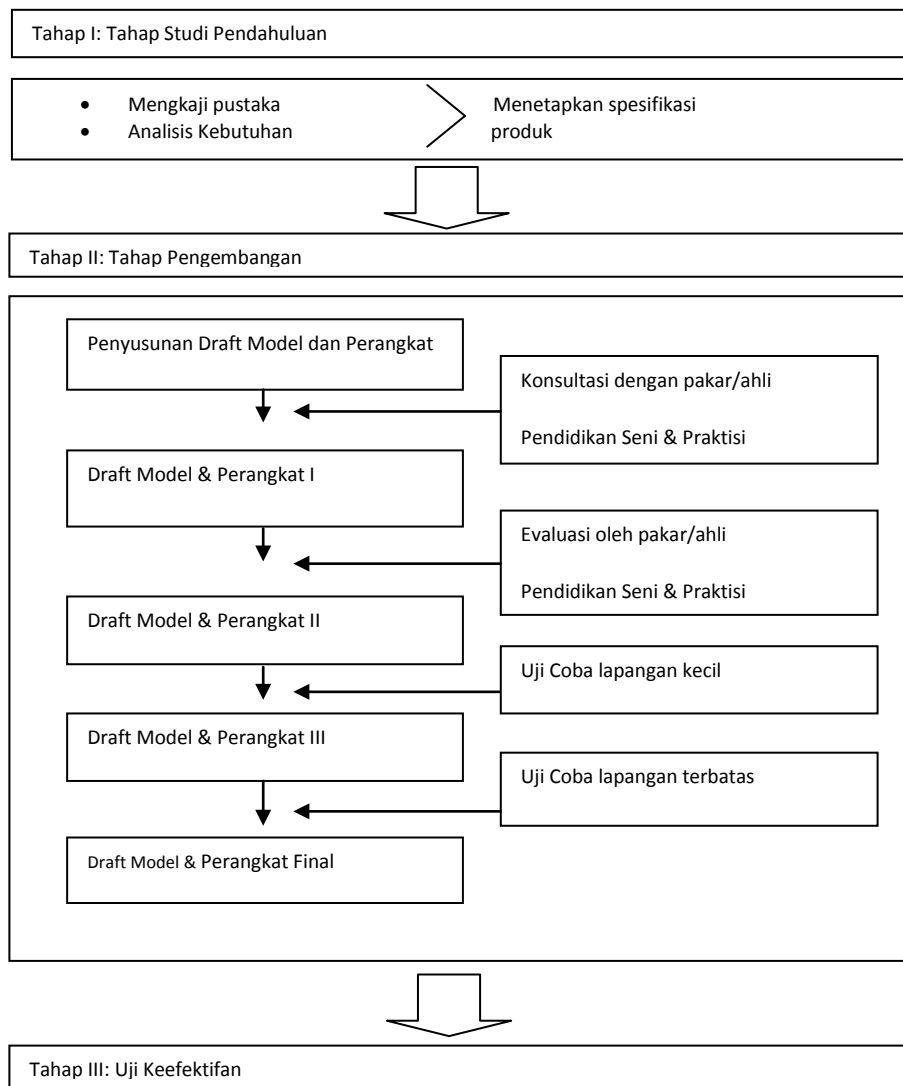 Tahap I: Tahap Studi Pendahuluan
• Mengkaji pustaka
• Analisis Kebutuhan
Menetapkan spesifikasi
produk
Tahap II: Tahap Pengembangan
Penyusunan Draft Model dan Perangkat
Konsultasi dengan pakar/ahli
Pendidikan Seni & Praktisi
Draft Model & Perangkat I
Evaluasi oleh pakar/ahli
Pendidikan Seni & Praktisi
Draft Model & Perangkat II
Uji Coba lapangan kecil
Draft Model & Perangkat III
Uji Coba lapangan terbatas
Draft Model & Perangkat Final
Tahap III: Uji Keefektifan